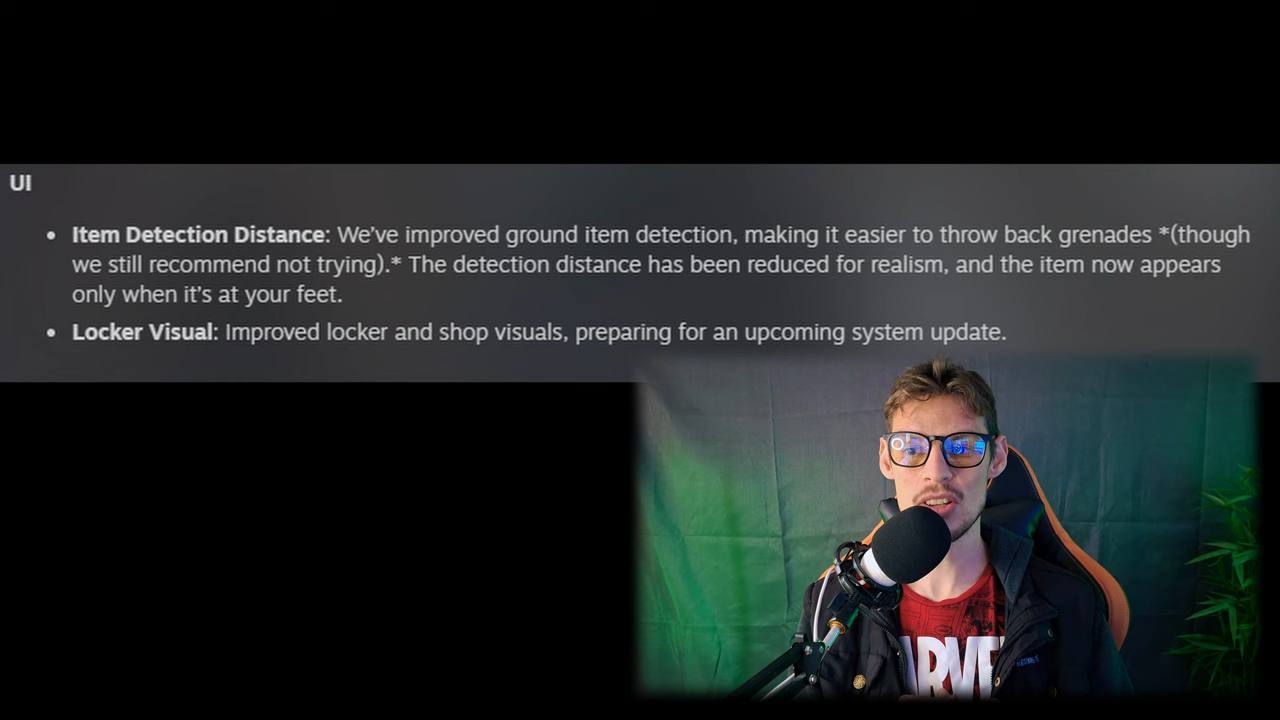 UI
• Item Detection Distance: We've improved ground item detection, making it easier to throw back grenades *(though
we still recommend not trying).* The detection distance has been reduced for realism, and the item now appears
only when it's at your feet.
• Locker Visual: Improved locker and shop visuals, preparing for an upcoming system update.